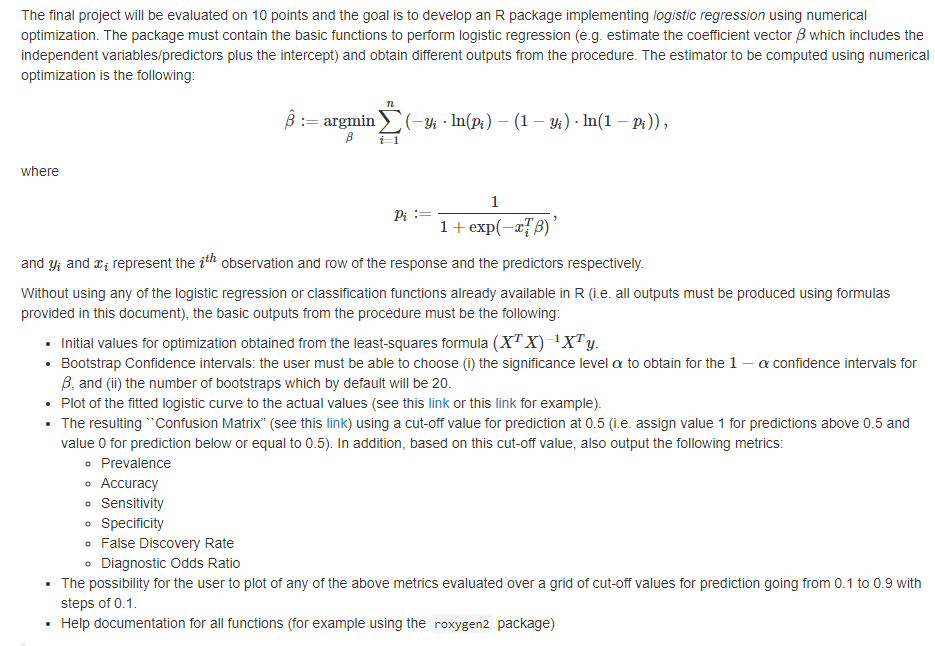 The final project will be evaluated on 10 points and the goal is to develop an R package implementing logistic regression using numerical
optimization. The package must contain the basic functions to perform logistic regression (e.g. estimate the coefficient vector β which includes the
independent variables/predictors plus the intercept) and obtain different outputs from the procedure. The estimator to be computed using numerical
optimization is the following:
β̂ := argmin_β ∑_{i=1}^{n} (−y_i · ln(p_i) − (1 − y_i) · ln(1 − p_i)),
where
p_i := 1 / (1 + exp(−x_i^T β)),
and y_i and x_i represent the i^th observation and row of the response and the predictors respectively.
Without using any of the logistic regression or classification functions already available in R (i.e. all outputs must be produced using formulas
provided in this document), the basic outputs from the procedure must be the following:
• Initial values for optimization obtained from the least-squares formula (X^T X)^{−1} X^T y.
• Bootstrap Confidence intervals: the user must be able to choose (i) the significance level α to obtain for the 1 − α confidence intervals for
β, and (ii) the number of bootstraps which by default will be 20.
• Plot of the fitted logistic curve to the actual values (see this link or this link for example).
• The resulting ``Confusion Matrix" (see this link) using a cut-off value for prediction at 0.5 (i.e. assign value 1 for predictions above 0.5 and
value 0 for prediction below or equal to 0.5). In addition, based on this cut-off value, also output the following metrics:
◦ Prevalence
◦ Accuracy
◦ Sensitivity
◦ Specificity
◦ False Discovery Rate
◦ Diagnostic Odds Ratio
• The possibility for the user to plot of any of the above metrics evaluated over a grid of cut-off values for prediction going from 0.1 to 0.9 with
steps of 0.1.
• Help documentation for all functions (for example using the roxygen2 package)